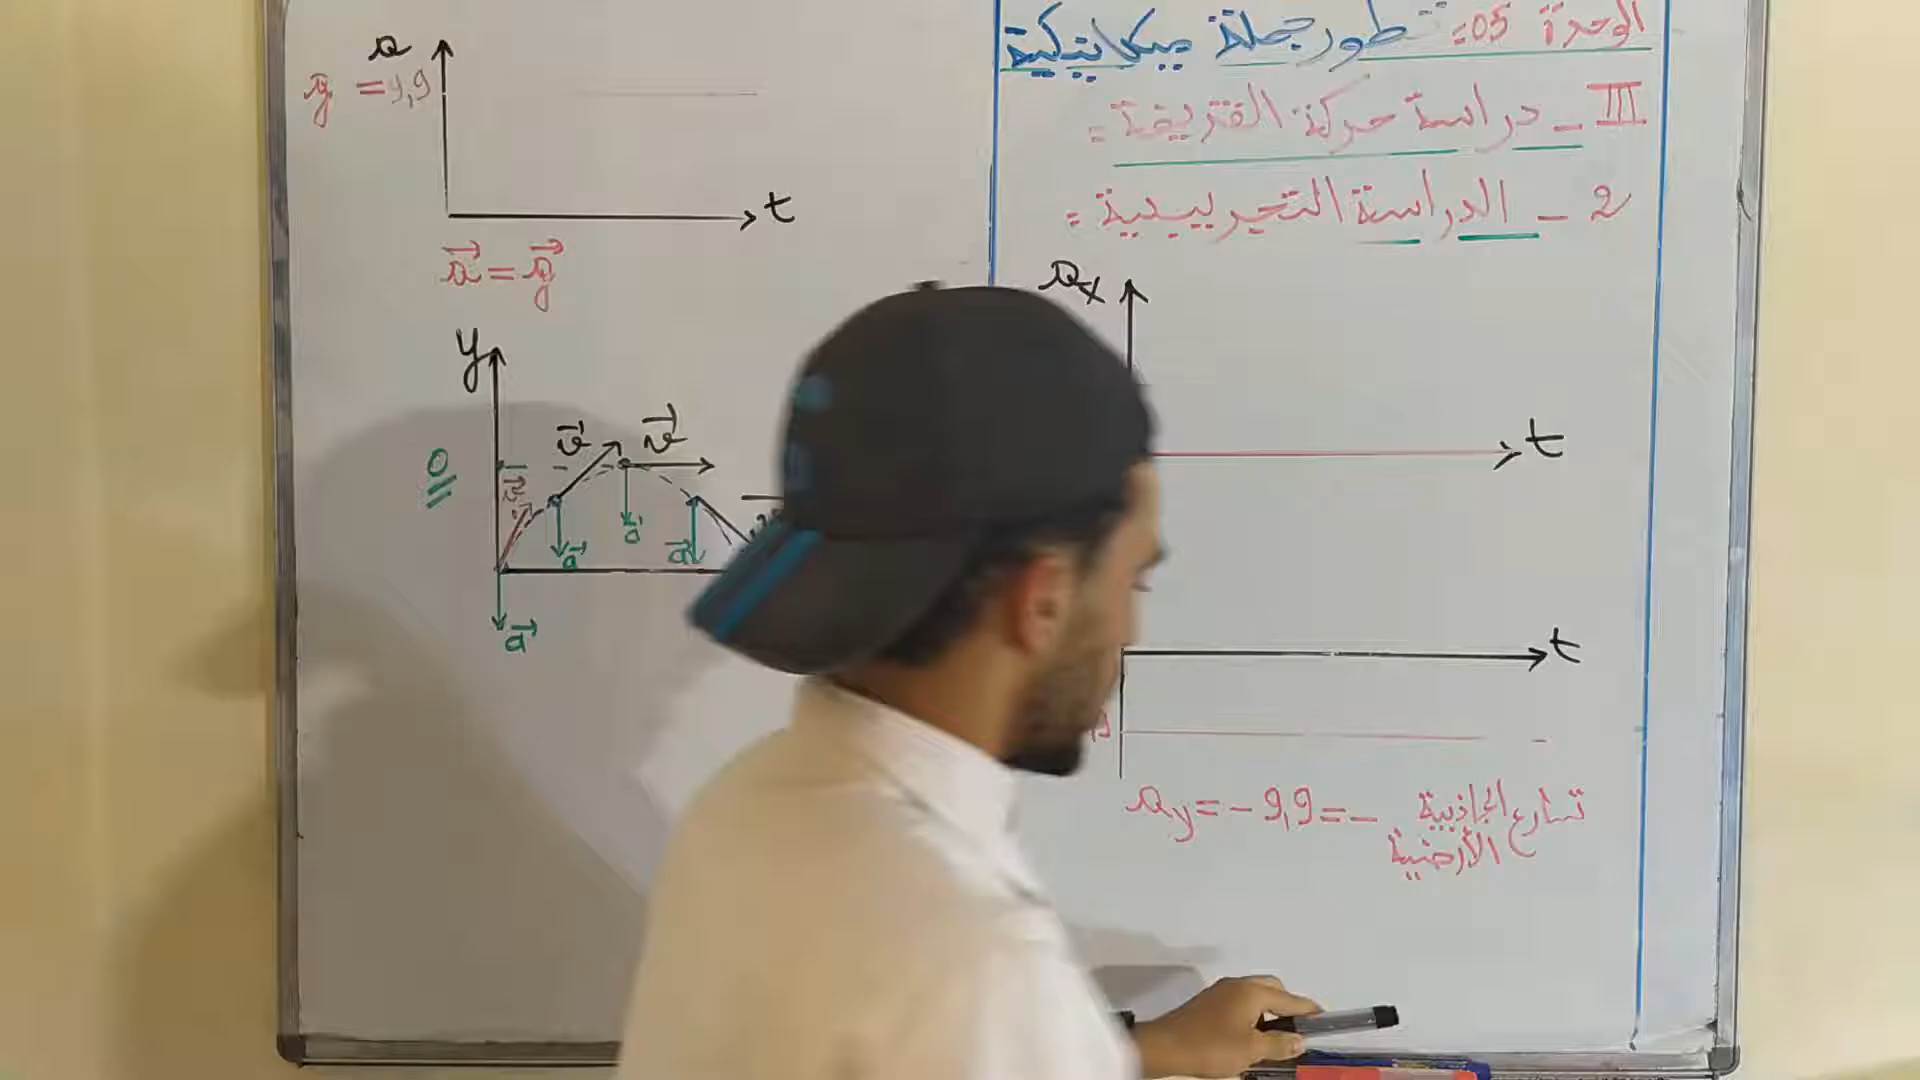 الوحدة 05: تطور جملة ميكانيكية
III - دراسة حركة القذيفة:
2 - الدراسة التجريبية:
a
g = 9,9
t
a⃗ = g⃗
y
v⃗ v⃗
0
v⃗
a⃗ a⃗ a⃗
a⃗
ax
t
t
ay = - 9,9 = - تسارع الجاذبية
الأرضية